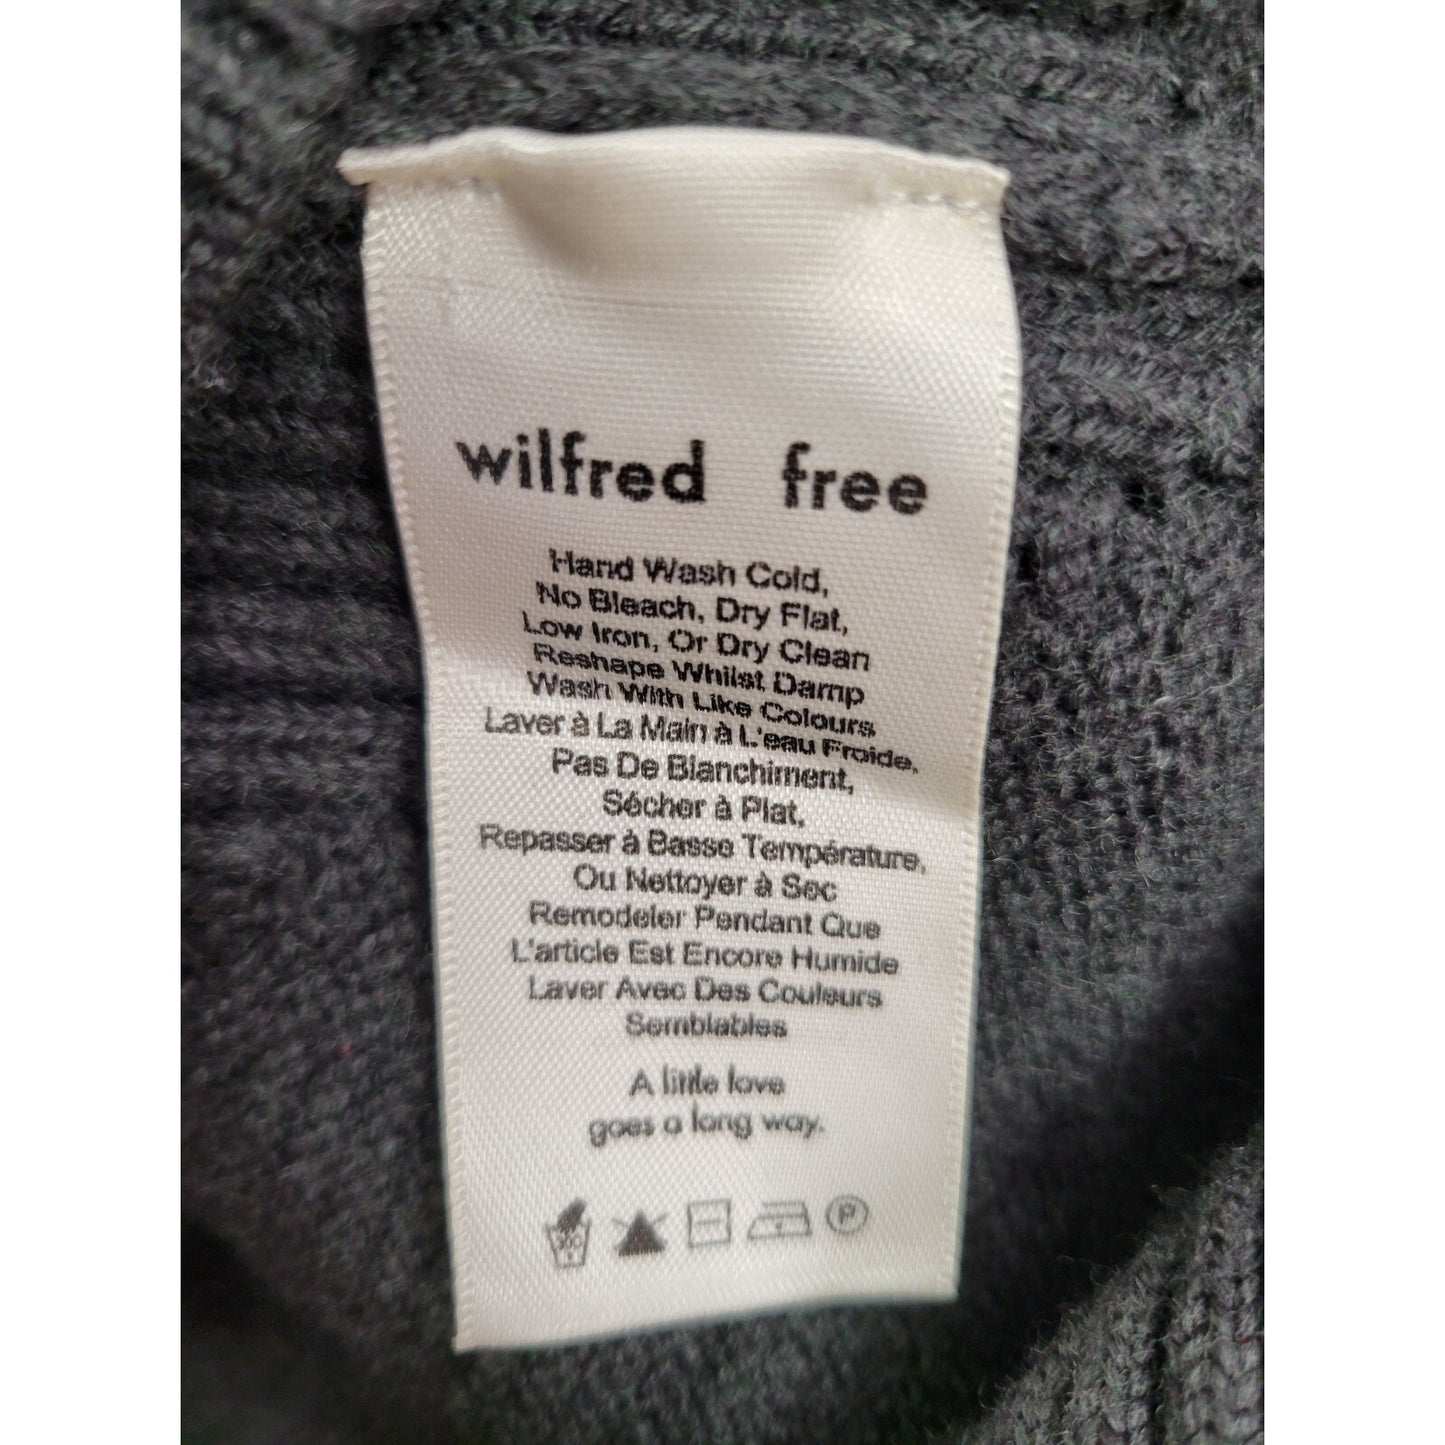 wilfred free
Hand Wash Cold,
No Bleach, Dry Flat,
Low Iron, Or Dry Clean
Reshape Whilst Damp
Wash With Like Colours
Laver à La Main à L'eau Froide,
Pas De Blanchiment,
Sécher à Plat,
Repasser à Basse Température,
Ou Nettoyer à Sec
Remodeler Pendant Que
L'article Est Encore Humide
Laver Avec Des Couleurs
Semblables
A little love
goes a long way.
P